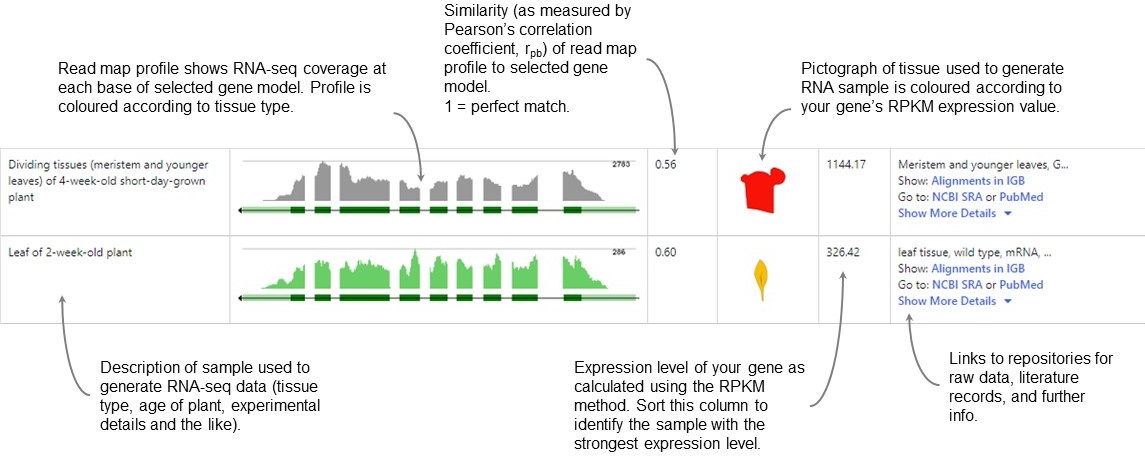 Similarity (as measured by
Pearson's correlation
coefficient, rpb) of read map
profile to selected gene
model.
1 = perfect match.
Read map profile shows RNA-seq coverage at
each base of selected gene model. Profile is
coloured according to tissue type.
Pictograph of tissue used to generate
RNA sample is coloured according to
your gene's RPKM expression value.
Dividing tissues (meristem and younger
leaves) of 4-week-old short-day-grown
plant
2783
0.56
1144.17
Meristem and younger leaves, G...
Show: Alignments in IGB
Go to: NCBI SRA or PubMed
Show More Details
Leaf of 2-week-old plant
286
0.60
326.42
leaf tissue, wild type, mRNA, ...
Show: Alignments in IGB
Go to: NCBI SRA or PubMed
Show More Details
Description of sample used to
generate RNA-seq data (tissue
type, age of plant, experimental
details and the like).
Expression level of your gene as
calculated using the RPKM
method. Sort this column to
identify the sample with the
strongest expression level.
Links to repositories for
raw data, literature
records, and further
info.